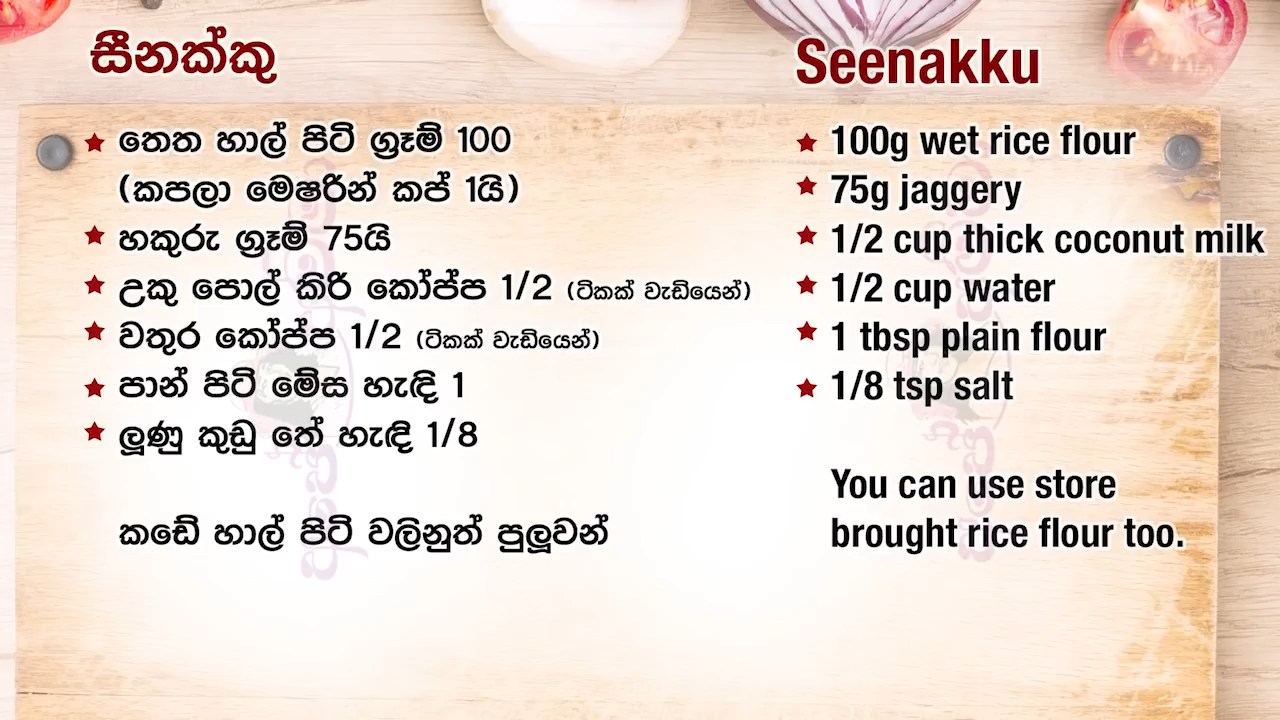 සීනක්කු
තෙත හාල් පිටි ග්‍රෑම් 100
(කපලා මෙෂරින් කප් 1යි)
හකුරු ග්‍රෑම් 75යි
උකු පොල් කිරි කෝප්ප 1/2 (ටිකක් වැඩියෙන්)
වතුර කෝප්ප 1/2 (ටිකක් වැඩියෙන්)
පාන් පිටි මේස හැඳි 1
ලූණු කුඩු තේ හැඳි 1/8
කඩේ හාල් පිටි වලිනුත් පුලූවන්
Seenakku
100g wet rice flour
75g jaggery
1/2 cup thick coconut milk
1/2 cup water
1 tbsp plain flour
1/8 tsp salt
You can use store
brought rice flour too.